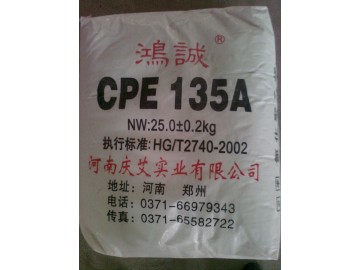 鴻誠®
CPE 135A
NW:25.0±0.2kg
执行标准:HG/T2740-2002
河南庆艾实业有限公司
地址: 河南 郑州
电话: 0371-66979343
传真: 0371-65582722